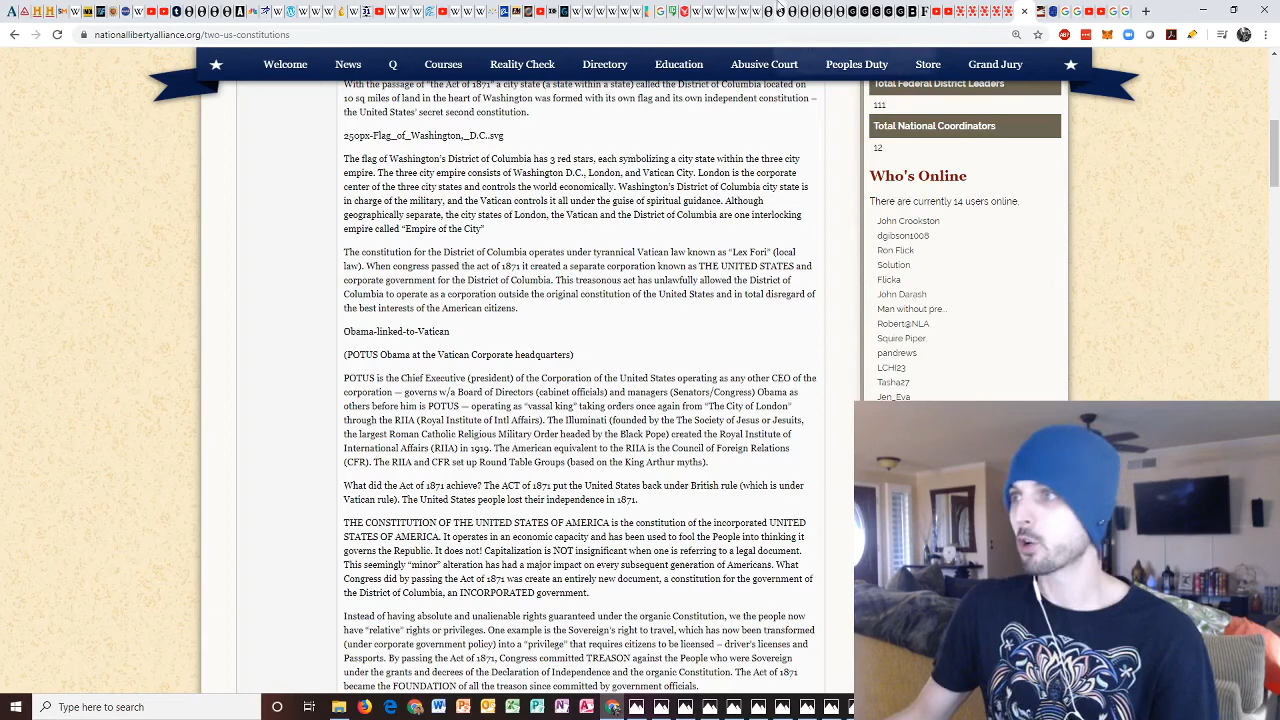 nationallibertyalliance.org/two-us-constitutions
Welcome News Q Courses Reality Check Directory Education Abusive Court Peoples Duty Store Grand Jury
With the passage of "the Act of 1871" a city state (a state within a state) called the District of Columbia located on
10 sq miles of land in the heart of Washington was formed with its own flag and its own independent constitution –
the United States' secret second constitution.
250px-Flag_of_Washington,_D.C..svg
The flag of Washington's District of Columbia has 3 red stars, each symbolizing a city state within the three city
empire. The three city empire consists of Washington D.C., London, and Vatican City. London is the corporate
center of the three city states and controls the world economically. Washington's District of Columbia city state is
in charge of the military, and the Vatican controls it all under the guise of spiritual guidance. Although
geographically separate, the city states of London, the Vatican and the District of Columbia are one interlocking
empire called "Empire of the City"
The constitution for the District of Columbia operates under tyrannical Vatican law known as "Lex Fori" (local
law). When congress passed the act of 1871 it created a separate corporation known as THE UNITED STATES and
corporate government for the District of Columbia. This treasonous act has unlawfully allowed the District of
Columbia to operate as a corporation outside the original constitution of the United States and in total disregard of
the best interests of the American citizens.
Obama-linked-to-Vatican
(POTUS Obama at the Vatican Corporate headquarters)
POTUS is the Chief Executive (president) of the Corporation of the United States operating as any other CEO of the
corporation — governs w/a Board of Directors (cabinet officials) and managers (Senators/Congress) Obama as
others before him is POTUS — operating as "vassal king" taking orders once again from "The City of London"
through the RIIA (Royal Institute of Intl Affairs). The Illuminati (founded by the The Society of Jesus or Jesuits,
the largest Roman Catholic Religious Military Order headed by the Black Pope) created the Royal Institute of
International Affairs (RIIA) in 1919. The American equivalent to the RIIA is the Council of Foreign Relations
(CFR). The RIIA and CFR set up Round Table Groups (based on the King Arthur myths).
What did the Act of 1871 achieve? The ACT of 1871 put the United States back under British rule (which is under
Vatican rule). The United States people lost their independence in 1871.
THE CONSTITUTION OF THE UNITED STATES OF AMERICA is the constitution of the incorporated UNITED
STATES OF AMERICA. It operates in an economic capacity and has been used to fool the People into thinking it
governs the Republic. It does not! Capitalization is NOT insignificant when one is referring to a legal document.
This seemingly "minor" alteration has had a major impact on every subsequent generation of Americans. What
Congress did by passing the Act of 1871 was create an entirely new document, a constitution for the government of
the District of Columbia, an INCORPORATED government.
Instead of having absolute and unalienable rights guaranteed under the organic Constitution, we the people now
have "relative" rights or privileges. One example is the Sovereign's right to travel, which has now been transformed
(under corporate government policy) into a "privilege" that requires citizens to be licensed – driver's licenses and
Passports. By passing the Act of 1871, Congress committed TREASON against the People who were Sovereign
under the grants and decrees of the Declaration of Independence and the organic Constitution. The Act of 1871
became the FOUNDATION of all the treason since committed by government officials.
Total Federal District Leaders
111
Total National Coordinators
12
Who's Online
There are currently 14 users online.
John Crookston
dgibson1008
Ron Flick
Solution
Flicka
John Darash
Man without pre...
Robert@NLA
Squire Piper
pandrews
LCHI23
Tasha27
Jen_Eva
Type here to search